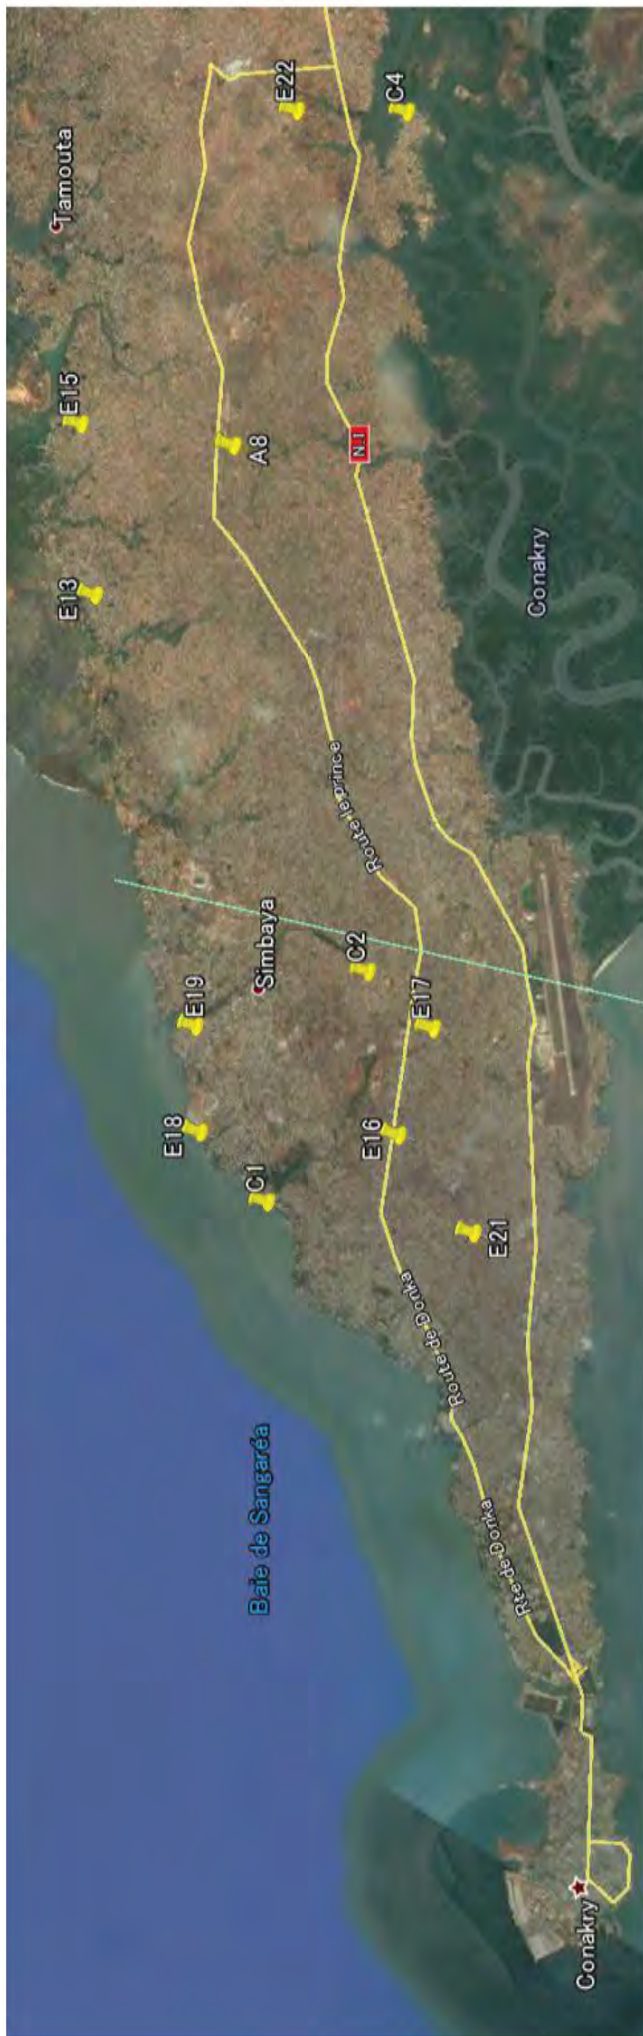 Tamouta
E22
C4
E15
A8
N.1
E13
Conakry
Route le prince
E19
Simbaya
C2
E17
E18
C1
E16
E21
Route de Donka
Baie de Sangaréa
Rte de Donka
Conakry